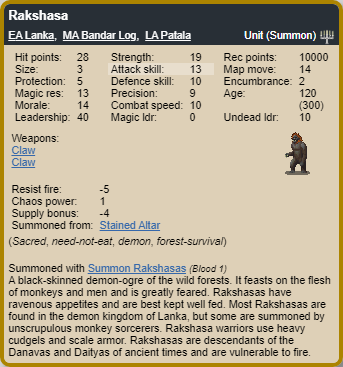 Rakshasa
EA Lanka, MA Bandar Log, LA Patala Unit (Summon)
Hit points: 28 Strength: 19 Rec points: 10000
Size: 3 Attack skill: 13 Map move: 14
Protection: 5 Defence skill: 10 Encumbrance: 2
Magic res: 13 Precision: 9 Age: 120
Morale: 14 Combat speed: 10 (300)
Leadership: 40 Magic ldr: 0 Undead ldr: 10
Weapons:
Claw
Claw
Resist fire: -5
Chaos power: 1
Supply bonus: -4
Summoned from: Stained Altar
(Sacred, need-not-eat, demon, forest-survival)
Summoned with Summon Rakshasas (Blood 1)
A black-skinned demon-ogre of the wild forests. It feasts on the flesh
of monkeys and men and is greatly feared. Rakshasas have
ravenous appetites and are best kept well fed. Most Rakshasas are
found in the demon kingdom of Lanka, but some are summoned by
unscrupulous monkey sorcerers. Rakshasa warriors use heavy
cudgels and scale armor. Rakshasas are descendants of the
Danavas and Daityas of ancient times and are vulnerable to fire.